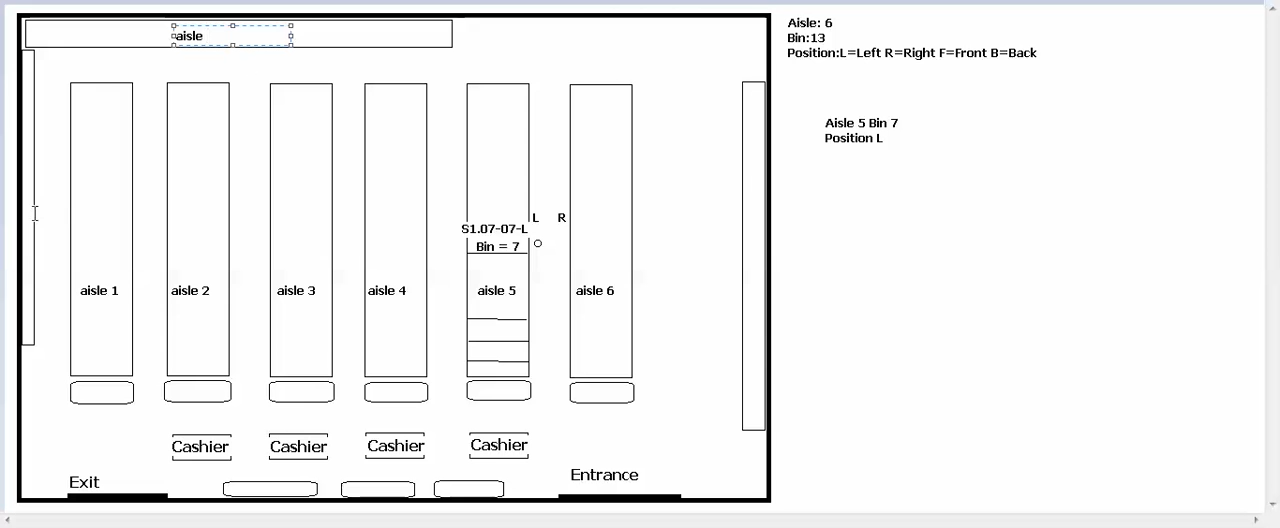 aisle
Aisle: 6
Bin:13
Position:L=Left R=Right F=Front B=Back
Aisle 5 Bin 7
Position L
L R
S1.07-07-L
Bin = 7
aisle 1 aisle 2 aisle 3 aisle 4 aisle 5 aisle 6
Cashier Cashier Cashier Cashier
Exit Entrance